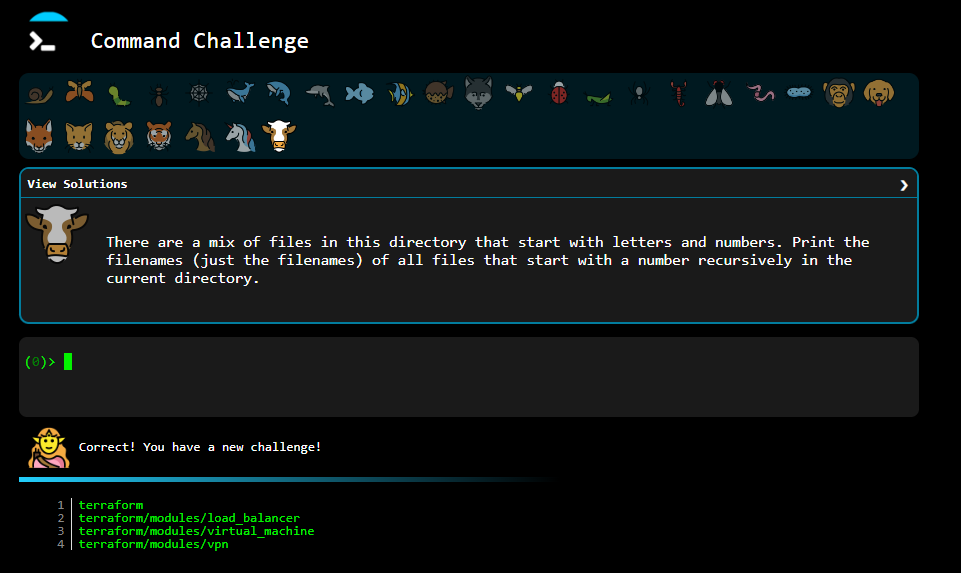 Command Challenge
View Solutions
There are a mix of files in this directory that start with letters and numbers. Print the
filenames (just the filenames) of all files that start with a number recursively in the
current directory.
(0)>
Correct! You have a new challenge!
1 terraform
2 terraform/modules/load_balancer
3 terraform/modules/virtual_machine
4 terraform/modules/vpn